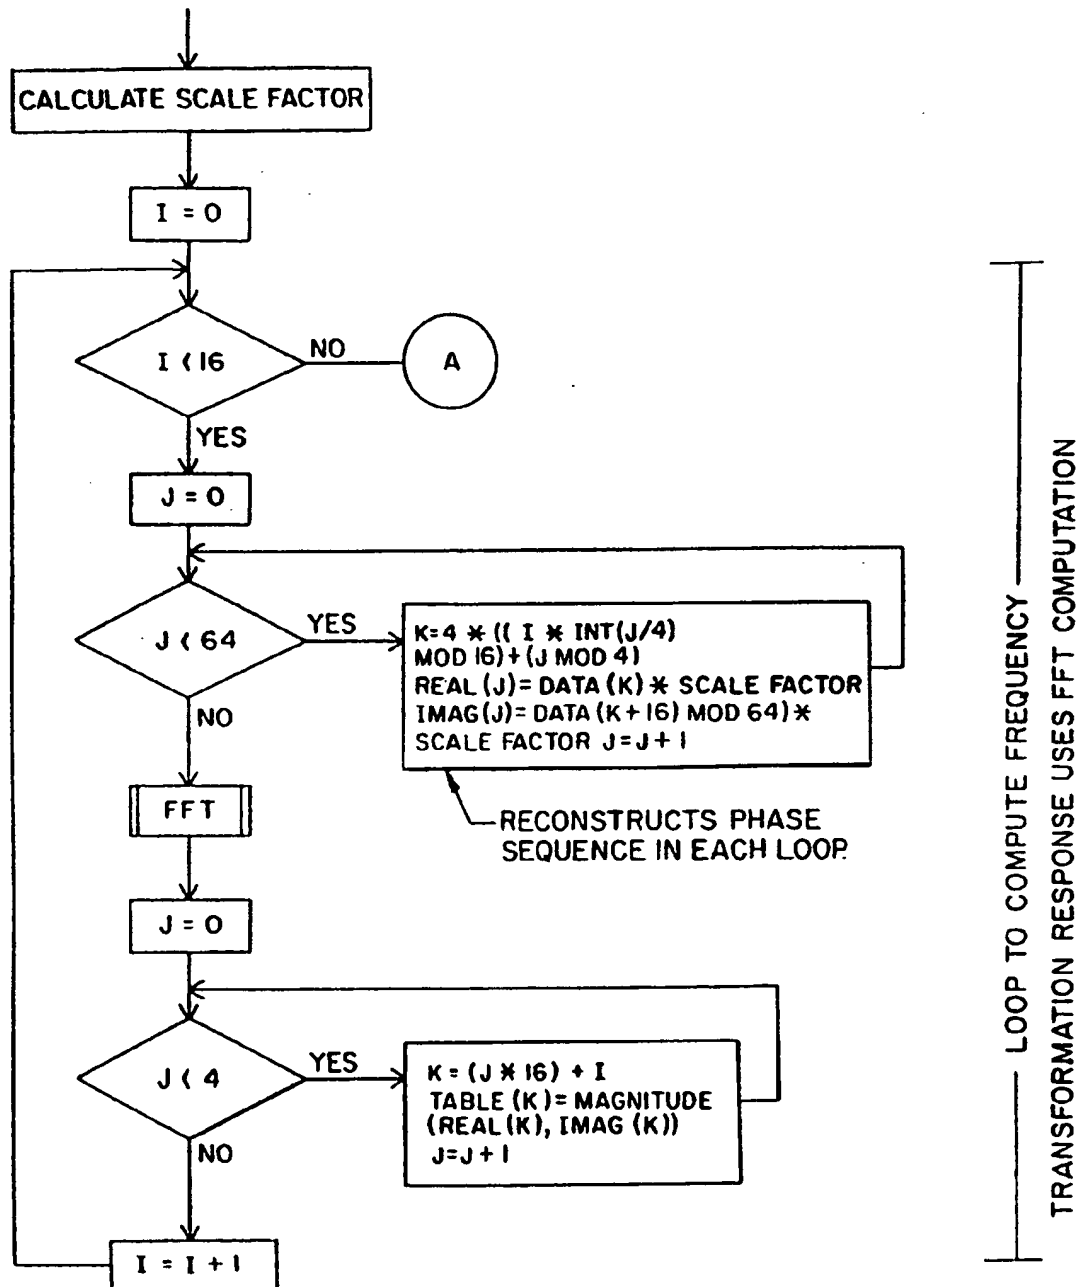 CALCULATE SCALE FACTOR
I = 0
I < 16
NO
A
YES
J = 0
J < 64
YES
K=4 * (( I * INT(J/4)
MOD 16)+(J MOD 4)
REAL(J)= DATA(K)* SCALE FACTOR
IMAG(J)= DATA(K+16) MOD 64)*
SCALE FACTOR J=J+1
NO
RECONSTRUCTS PHASE
SEQUENCE IN EACH LOOP.
FFT
J = 0
J < 4
YES
K = (J * 16) + I
TABLE (K)= MAGNITUDE
(REAL(K), IMAG (K))
J=J+1
NO
I = I + 1
LOOP TO COMPUTE FREQUENCY
TRANSFORMATION RESPONSE USES FFT COMPUTATION